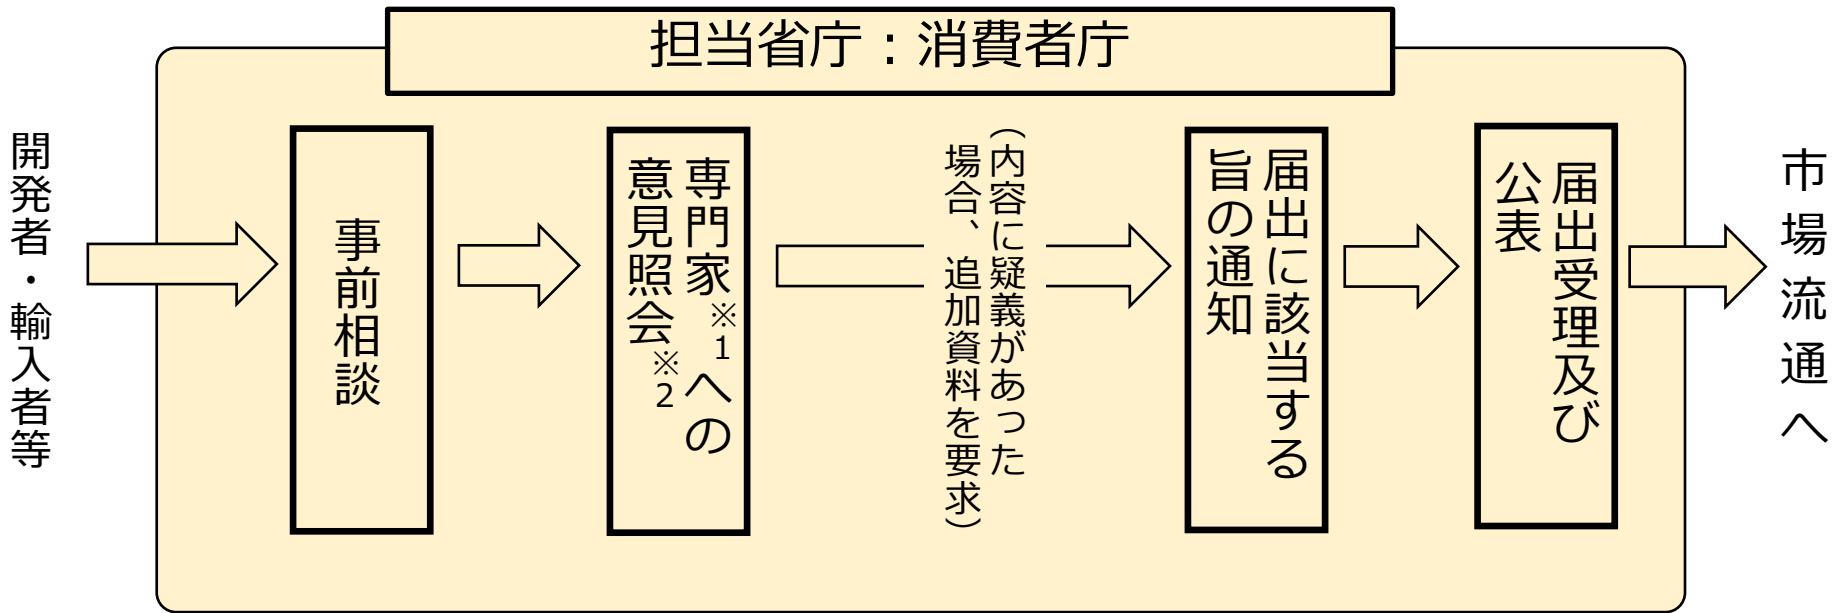 担当省庁：消費者庁
開発者・輸入者等
事前相談
専門家※1への
意見照会※2
（内容に疑義があった
場合、追加資料を要求）
届出に該当する
旨の通知
届出受理及び
公表
市場流通へ